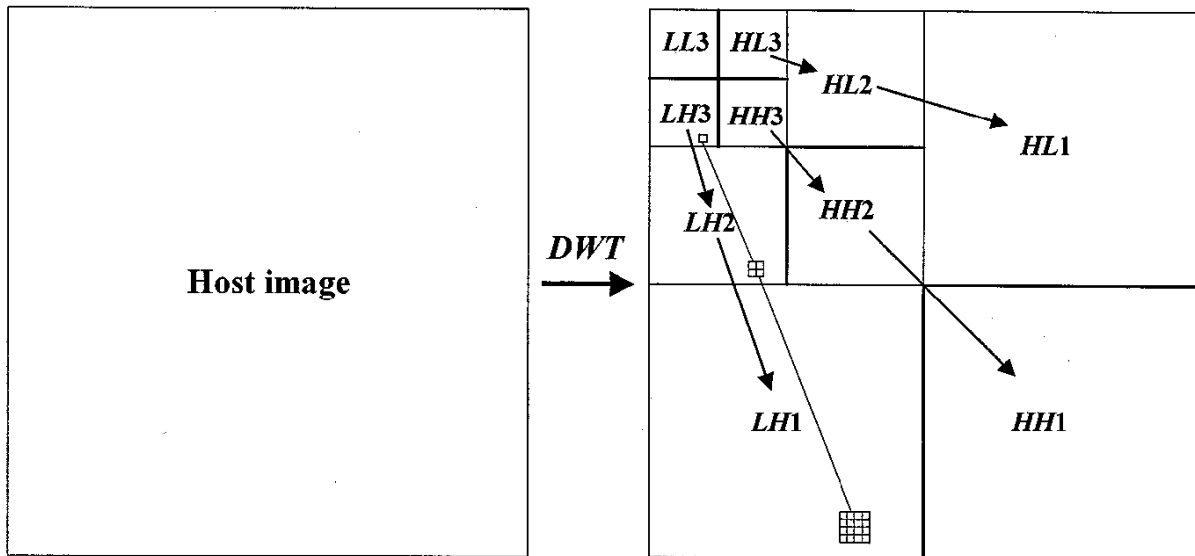 Host image
DWT
LL3 HL3
HL2
LH3 HH3
HL1
LH2 HH2
LH1 HH1